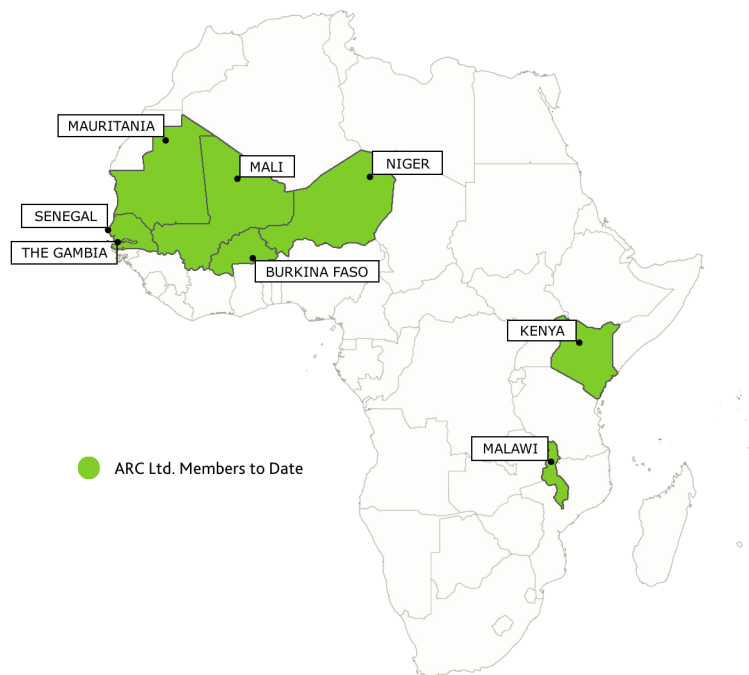 MAURITANIA
MALI
NIGER
SENEGAL
THE GAMBIA
BURKINA FASO
KENYA
MALAWI
ARC Ltd. Members to Date